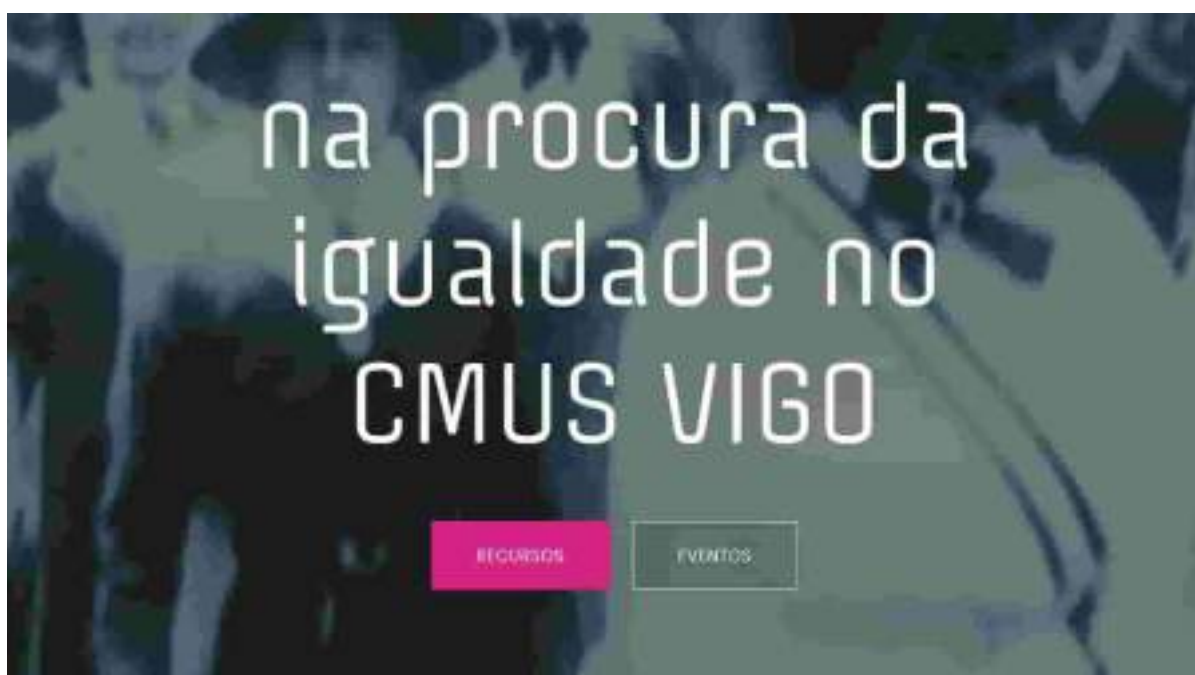 na procura da
igualdade no
CMUS VIGO
RECURSOS
EVENTOS